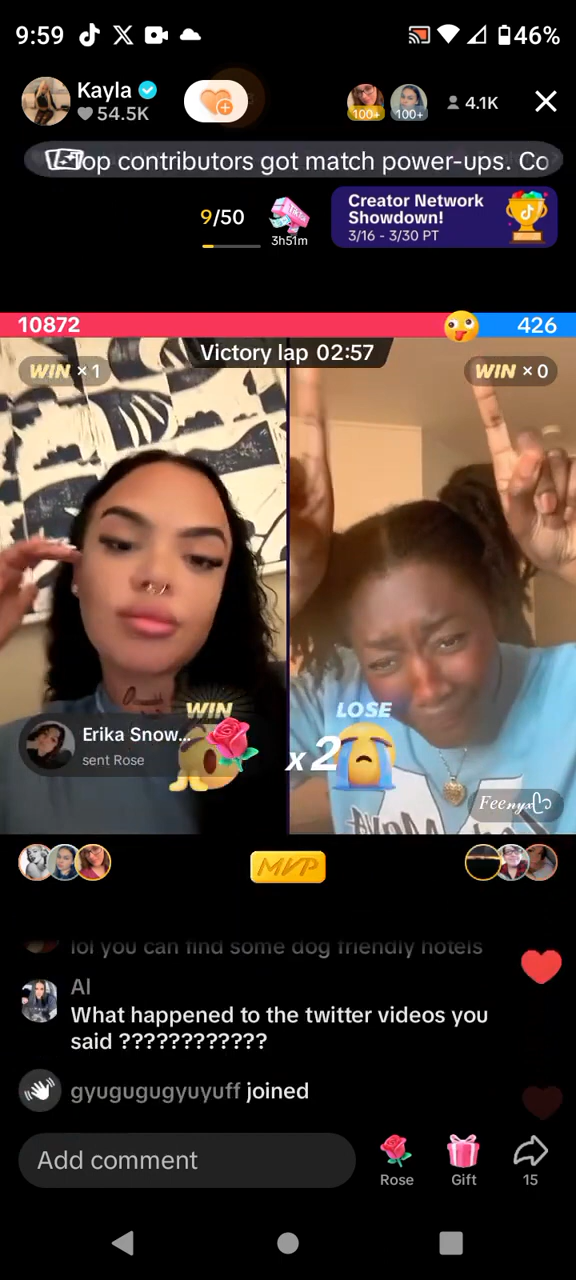 9:59
46%
Kayla
54.5K
100+
100+
4.1K
op contributors got match power-ups. Co
9/50
3h51m
Creator Network
Showdown!
3/16 - 3/30 PT
10872
426
Victory lap 02:57
WIN × 1
WIN × 0
WIN
LOSE
Erika Snow...
sent Rose
x 2
Feenyx
MVP
lol you can find some dog friendly hotels
Al
What happened to the twitter videos you
said ????????????
gyugugugyuyuff joined
Add comment
Rose
Gift
15